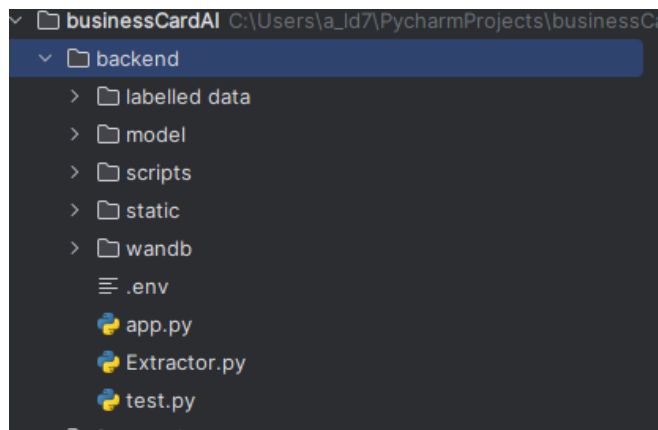 businessCardAI C:\Users\a_ld7\PycharmProjects\businessCa
backend
labelled data
model
scripts
static
wandb
.env
app.py
Extractor.py
test.py